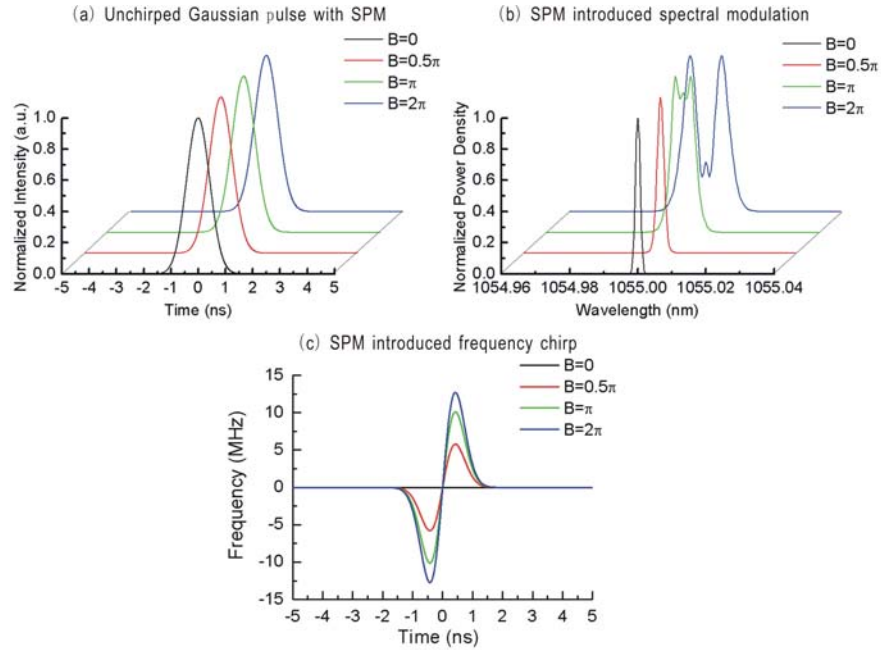 (a) Unchirped Gaussian pulse with SPM
B=0
B=0.5π
B=π
B=2π
Normalized Intensity (a.u.)
1.0
0.8
0.6
0.4
0.2
0.0
-5 -4 -3 -2 -1 0 1 2 3 4 5
Time (ns)
(b) SPM introduced spectral modulation
B=0
B=0.5π
B=π
B=2π
Normalized Power Density
1.0
0.8
0.6
0.4
0.2
0.0
1054.96 1054.98 1055.00 1055.02 1055.04
Wavelength (nm)
(c) SPM introduced frequency chirp
B=0
B=0.5π
B=π
B=2π
Frequency (MHz)
15
10
5
0
-5
-10
-15
-5 -4 -3 -2 -1 0 1 2 3 4 5
Time (ns)